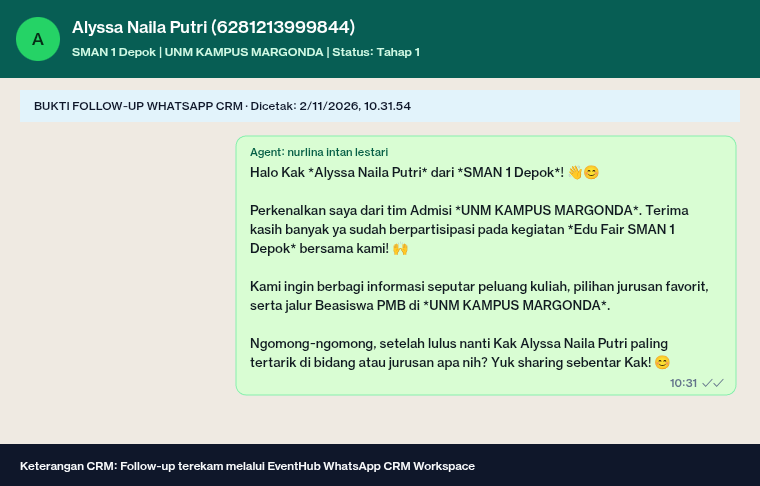 A
Alyssa Naila Putri (6281213999844)
SMAN 1 Depok | UNM KAMPUS MARGONDA | Status: Tahap 1
BUKTI FOLLOW-UP WHATSAPP CRM · Dicetak: 2/11/2026, 10.31.54
Agent: nurlina intan lestari
Halo Kak *Alyssa Naila Putri* dari *SMAN 1 Depok*! 👋😊
Perkenalkan saya dari tim Admisi *UNM KAMPUS MARGONDA*. Terima
kasih banyak ya sudah berpartisipasi pada kegiatan *Edu Fair SMAN 1
Depok* bersama kami! 🙌
Kami ingin berbagi informasi seputar peluang kuliah, pilihan jurusan favorit,
serta jalur Beasiswa PMB di *UNM KAMPUS MARGONDA*.
Ngomong-ngomong, setelah lulus nanti Kak Alyssa Naila Putri paling
tertarik di bidang atau jurusan apa nih? Yuk sharing sebentar Kak! 😊
10:31
Keterangan CRM: Follow-up terekam melalui EventHub WhatsApp CRM Workspace